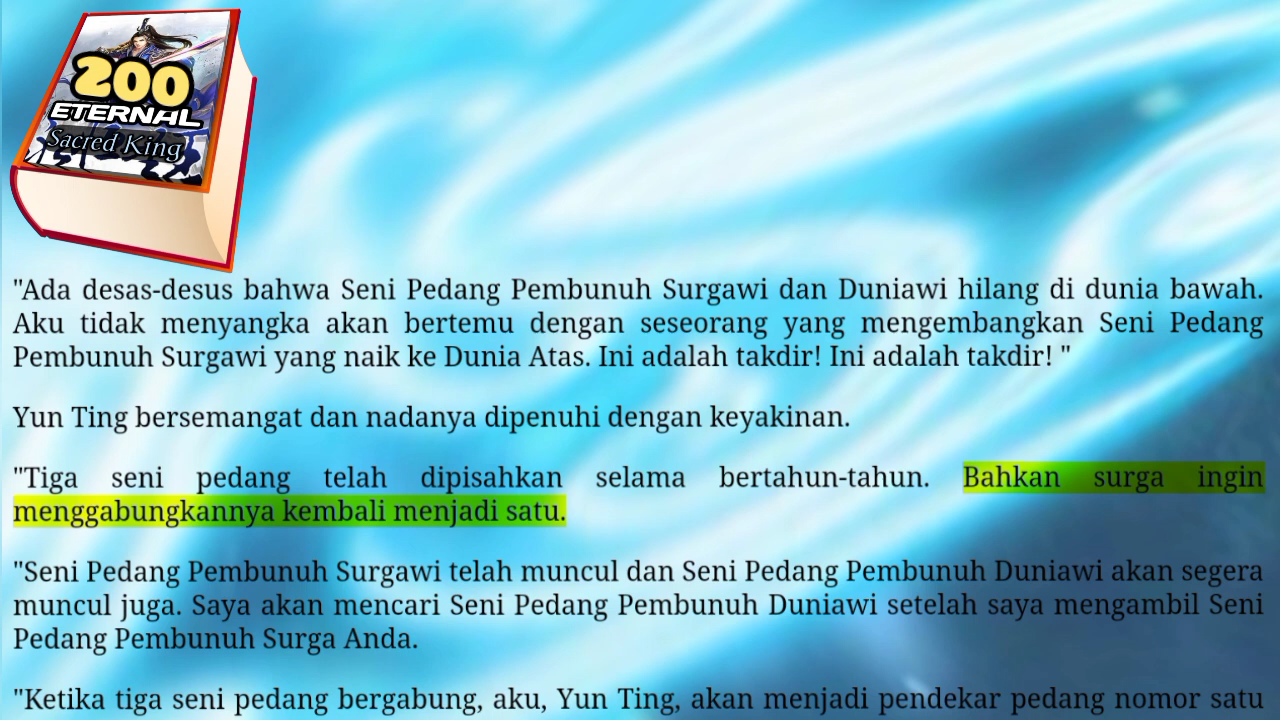 200
ETERNAL
Sacred King
"Ada desas-desus bahwa Seni Pedang Pembunuh Surgawi dan Duniawi hilang di dunia bawah.
Aku tidak menyangka akan bertemu dengan seseorang yang mengembangkan Seni Pedang
Pembunuh Surgawi yang naik ke Dunia Atas. Ini adalah takdir! Ini adalah takdir! "
Yun Ting bersemangat dan nadanya dipenuhi dengan keyakinan.
"Tiga seni pedang telah dipisahkan selama bertahun-tahun. Bahkan surga ingin
menggabungkannya kembali menjadi satu.
"Seni Pedang Pembunuh Surgawi telah muncul dan Seni Pedang Pembunuh Duniawi akan segera
muncul juga. Saya akan mencari Seni Pedang Pembunuh Duniawi setelah saya mengambil Seni
Pedang Pembunuh Surga Anda.
"Ketika tiga seni pedang bergabung, aku, Yun Ting, akan menjadi pendekar pedang nomor satu